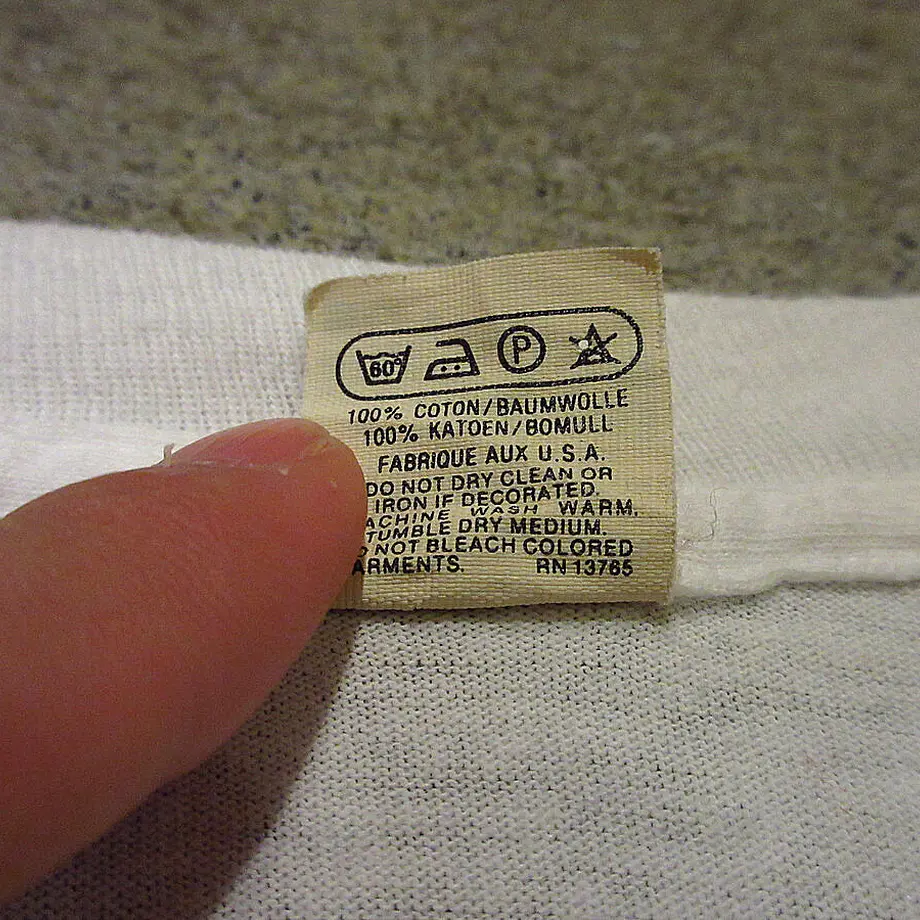 60° P
100% COTON/BAUMWOLLE
100% KATOEN/BOMULL
FABRIQUE AUX U.S.A.
DO NOT DRY CLEAN OR
IRON IF DECORATED.
ACHINE WASH WARM.
TUMBLE DRY MEDIUM.
NOT BLEACH COLORED
ARMENTS. RN 13765